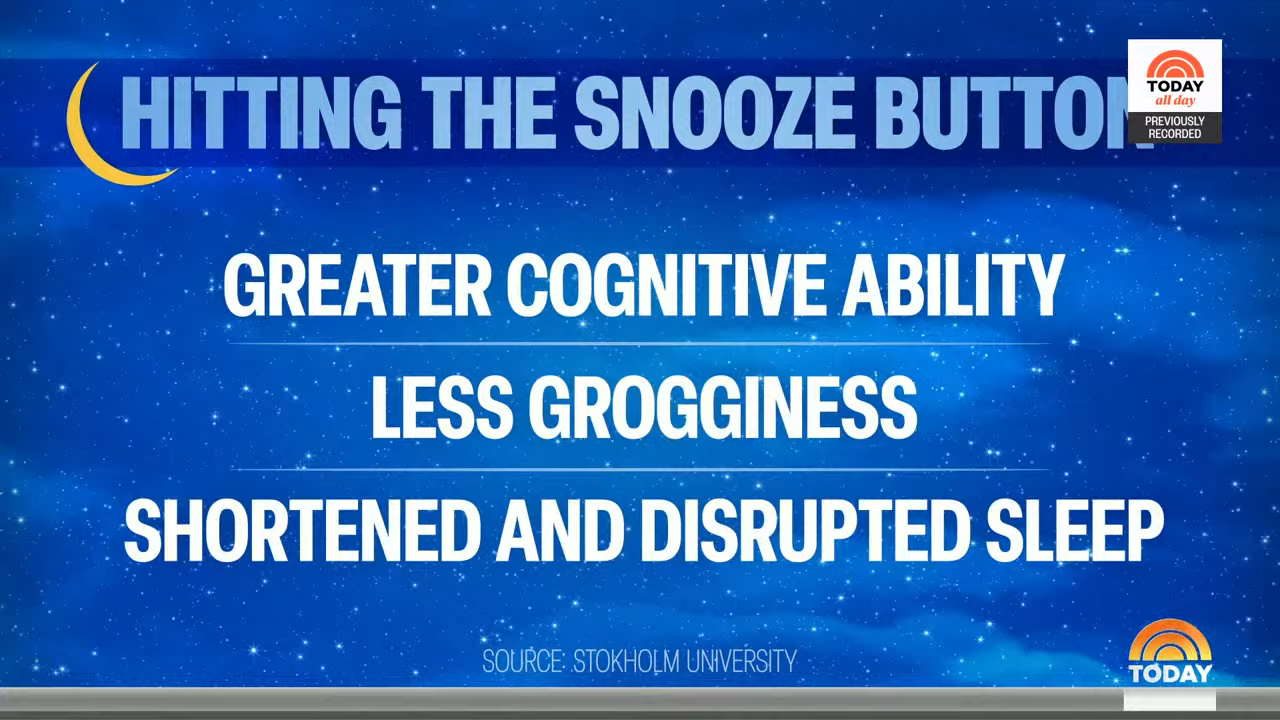 HITTING THE SNOOZE BUTTON
TODAY
all day
PREVIOUSLY
RECORDED
GREATER COGNITIVE ABILITY
LESS GROGGINESS
SHORTENED AND DISRUPTED SLEEP
SOURCE: STOKHOLM UNIVERSITY
TODAY